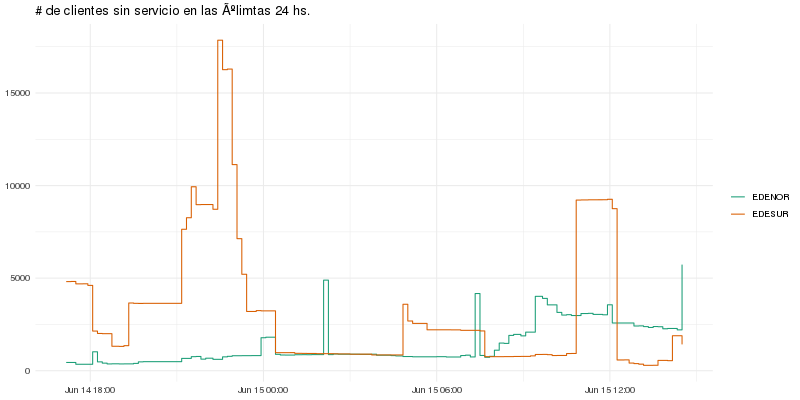 # de clientes sin servicio en las Ãºlimtas 24 hs.
15000
10000
5000
0
Jun 14 18:00
Jun 15 00:00
Jun 15 06:00
Jun 15 12:00
EDENOR
EDESUR